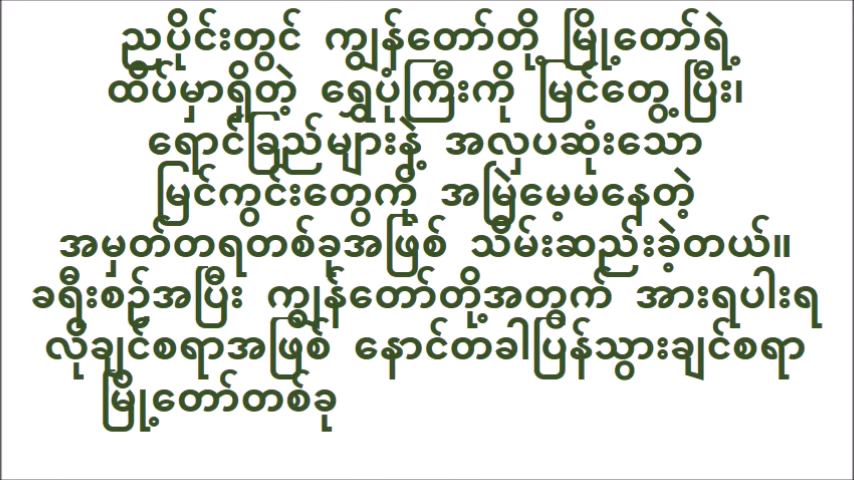 ညပိုင်းတွင် ကျွန်တော်တို့ မြို့တော်ရဲ့
ထိပ်မှာရှိတဲ့ ရွှေပုံကြီးကို မြင်တွေ့ပြီး၊
ရောင်ခြည်များနဲ့ အလှပဆုံးသော
မြင်ကွင်းတွေကို အမြဲမေ့မနေတဲ့
အမှတ်တရတစ်ခုအဖြစ် သိမ်းဆည်းခဲ့တယ်။
ခရီးစဉ်အပြီး ကျွန်တော်တို့အတွက် အားရပါးရ
လိုချင်စရာအဖြစ် နောင်တခါပြန်သွားချင်စရာ
မြို့တော်တစ်ခု